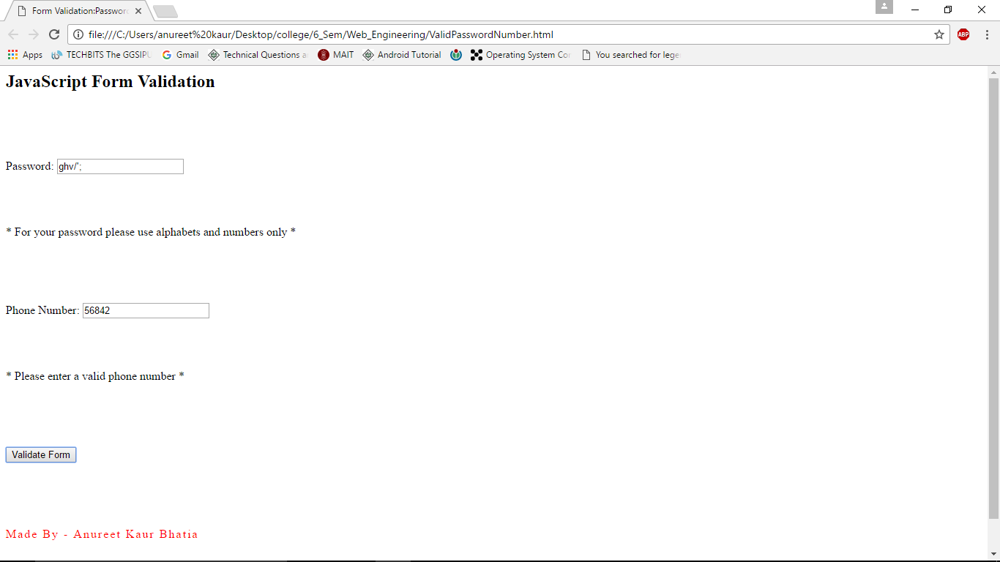 Form Validation:Passwor
file:///C:/Users/anureet%20kaur/Desktop/college/6_Sem/Web_Engineering/ValidPasswordNumber.html
ABP
Apps TECHBITS The GGSIPU Gmail Technical Questions a MAIT Android Tutorial Operating System Con You searched for lege
JavaScript Form Validation
Password: ghv/';
* For your password please use alphabets and numbers only *
Phone Number: 56842
* Please enter a valid phone number *
Validate Form
Made By - Anureet Kaur Bhatia